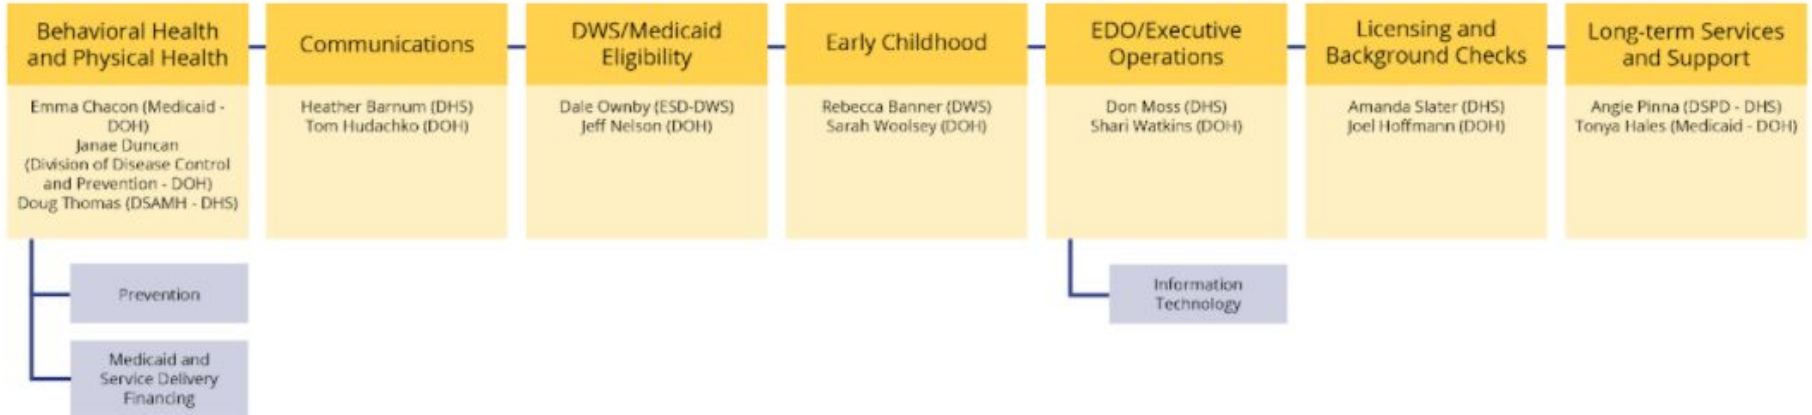 Behavioral Health
and Physical Health
Emma Chacon (Medicaid -
DOH)
Janae Duncan
(Division of Disease Control
and Prevention - DOH)
Doug Thomas (DSAMH - DHS)
Prevention
Medicaid and
Service Delivery
Financing
Communications
Heather Barnum (DHS)
Tom Hudachko (DOH)
DWS/Medicaid
Eligibility
Dale Ownby (ESD-DWS)
Jeff Nelson (DOH)
Early Childhood
Rebecca Banner (DWS)
Sarah Woolsey (DOH)
EDO/Executive
Operations
Don Moss (DHS)
Shari Watkins (DOH)
Information
Technology
Licensing and
Background Checks
Amanda Slater (DHS)
Joel Hoffmann (DOH)
Long-term Services
and Support
Angie Pinna (DSPD - DHS)
Tonya Hales (Medicaid - DOH)